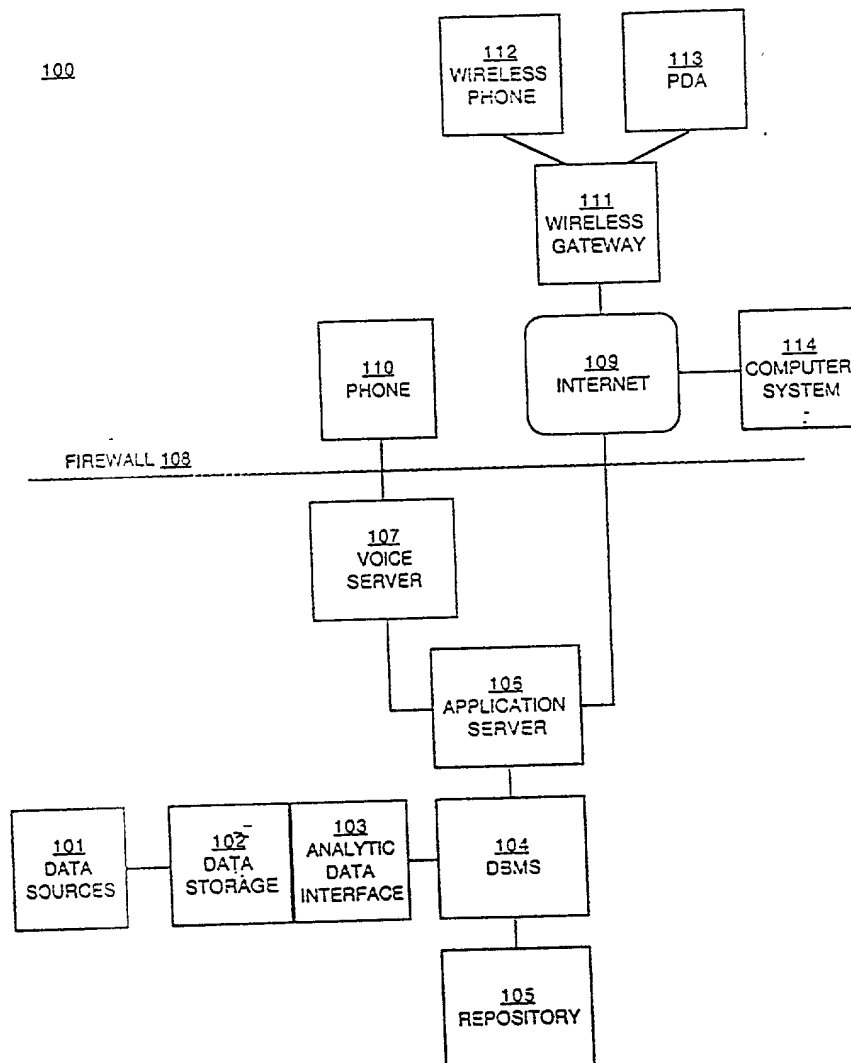 100
112
WIRELESS
PHONE
113
PDA
111
WIRELESS
GATEWAY
110
PHONE
109
INTERNET
114
COMPUTER
SYSTEM
FIREWALL 108
107
VOICE
SERVER
106
APPLICATION
SERVER
101
DATA
SOURCES
102
DATA
STORAGE
103
ANALYTIC
DATA
INTERFACE
104
DBMS
105
REPOSITORY